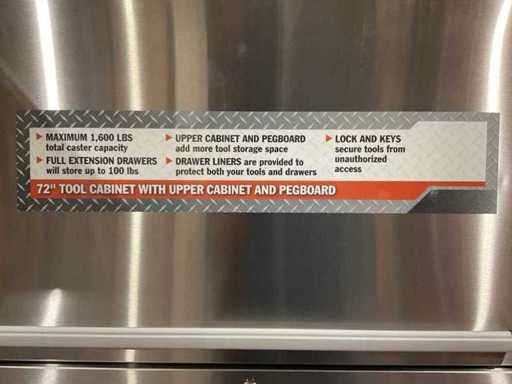 MAXIMUM 1,600 LBS
total caster capacity
FULL EXTENSION DRAWERS
will store up to 100 lbs
UPPER CABINET AND PEGBOARD
add more tool storage space
DRAWER LINERS are provided to
protect both your tools and drawers
LOCK AND KEYS
secure tools from
unauthorized
access
72" TOOL CABINET WITH UPPER CABINET AND PEGBOARD